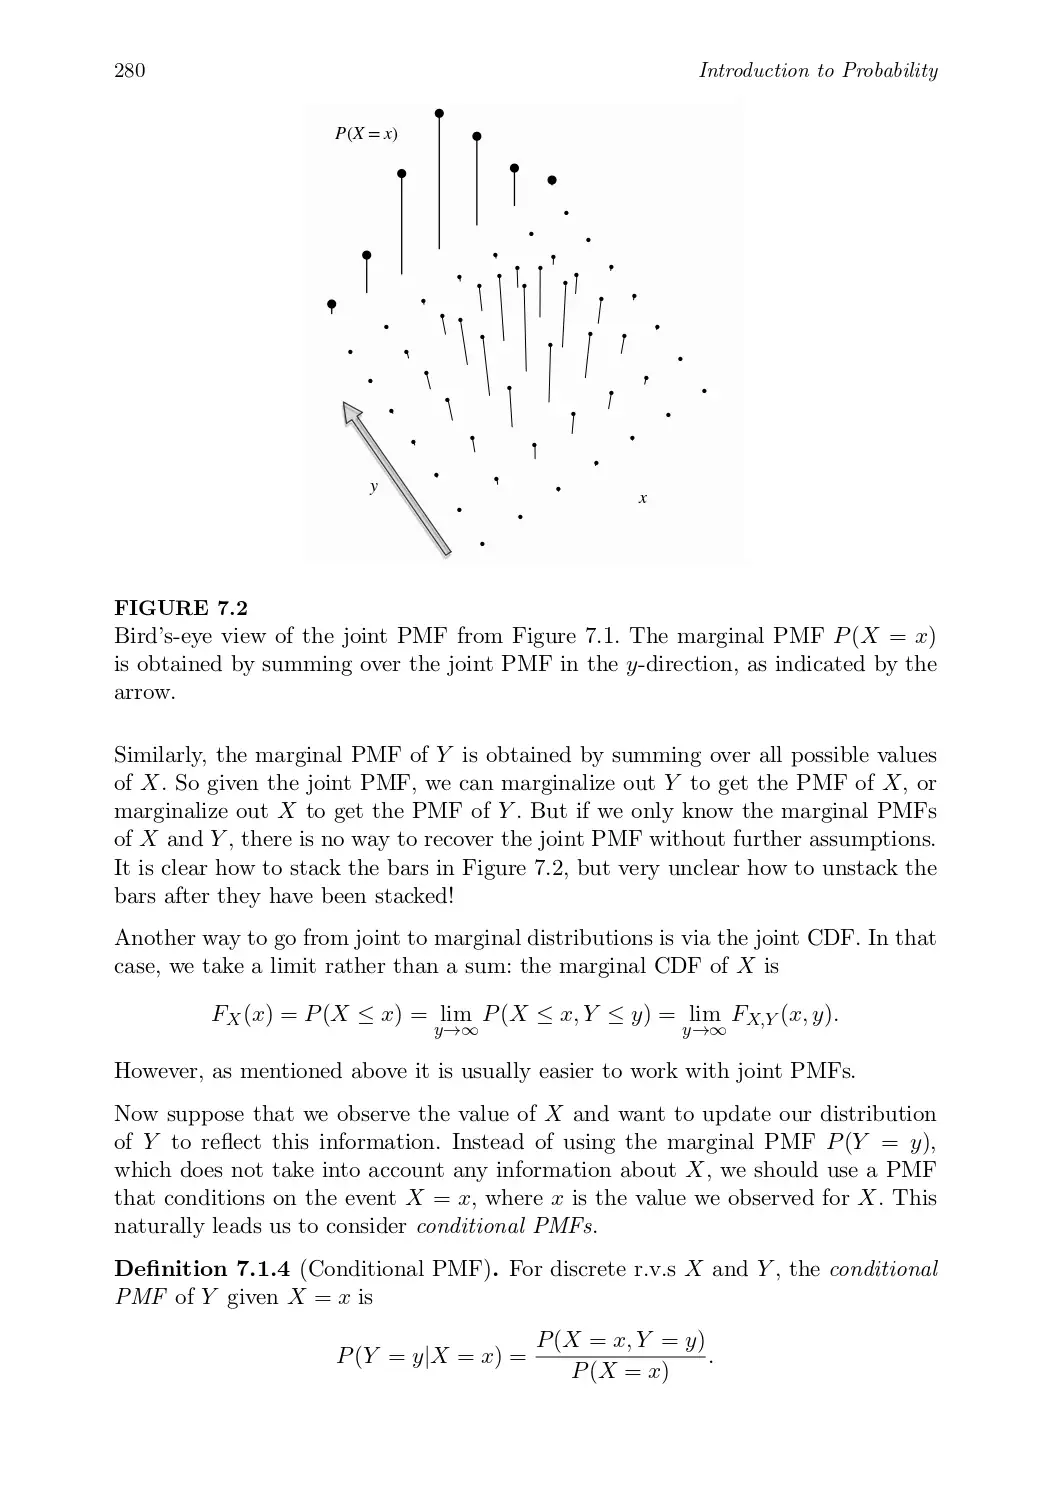 280
Introduction to Probability
P(X = x)
y
x
FIGURE 7.2
Bird's-eye view of the joint PMF from Figure 7.1. The marginal PMF P(X = x)
is obtained by summing over the joint PMF in the y-direction, as indicated by the
arrow.
Similarly, the marginal PMF of Y is obtained by summing over all possible values
of X. So given the joint PMF, we can marginalize out Y to get the PMF of X, or
marginalize out X to get the PMF of Y. But if we only know the marginal PMFs
of X and Y, there is no way to recover the joint PMF without further assumptions.
It is clear how to stack the bars in Figure 7.2, but very unclear how to unstack the
bars after they have been stacked!
Another way to go from joint to marginal distributions is via the joint CDF. In that
case, we take a limit rather than a sum: the marginal CDF of X is
F_X(x) = P(X ≤ x) = lim_{y→∞} P(X ≤ x, Y ≤ y) = lim_{y→∞} F_{X,Y}(x, y).
However, as mentioned above it is usually easier to work with joint PMFs.
Now suppose that we observe the value of X and want to update our distribution
of Y to reflect this information. Instead of using the marginal PMF P(Y = y),
which does not take into account any information about X, we should use a PMF
that conditions on the event X = x, where x is the value we observed for X. This
naturally leads us to consider conditional PMFs.
Definition 7.1.4 (Conditional PMF). For discrete r.v.s X and Y, the conditional
PMF of Y given X = x is
P(Y = y|X = x) = P(X = x, Y = y) / P(X = x).